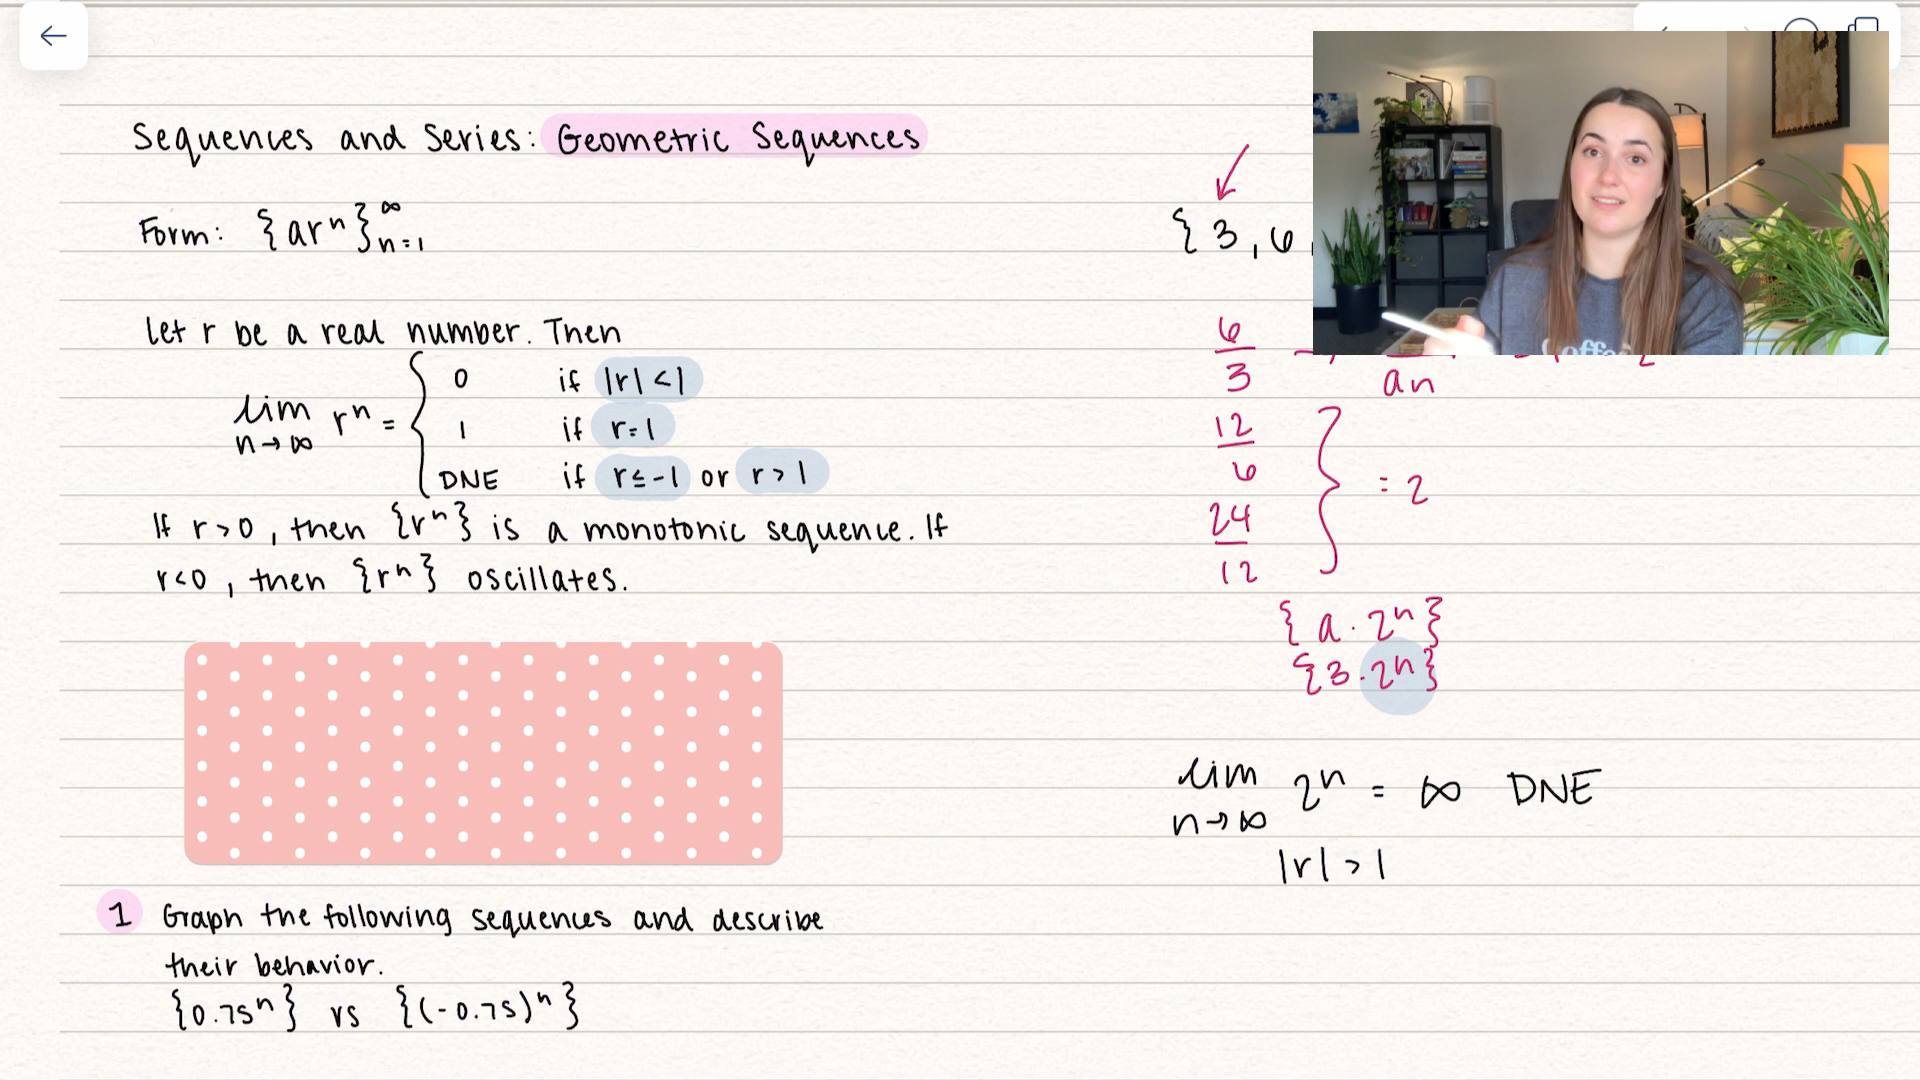 Sequences and Series: Geometric Sequences
Form: {arⁿ}∞n=1
let r be a real number. Then
lim n→∞ rⁿ = { 0 if |r| < 1
1 if r = 1
DNE if r ≤ -1 or r > 1
If r > 0, then {rⁿ} is a monotonic sequence. If
r < 0, then {rⁿ} oscillates.
1 Graph the following sequences and describe
their behavior.
{0.75ⁿ} vs {(-0.75)ⁿ}
{3, 6,
6/3
an
12/6
24/12
} = 2
{a · 2ⁿ}
{3 · 2ⁿ}
lim n→∞ 2ⁿ = ∞ DNE
|r| > 1